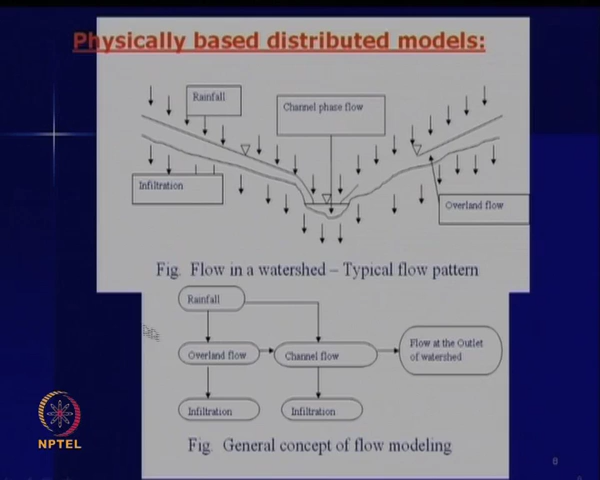 Physically based distributed models:
Rainfall
Channel phase flow
Infiltration
Overland flow
Fig. Flow in a watershed – Typical flow pattern
Rainfall
Overland flow
Channel flow
Flow at the Outlet
of watershed
Infiltration
Infiltration
Fig. General concept of flow modeling
NPTEL
8